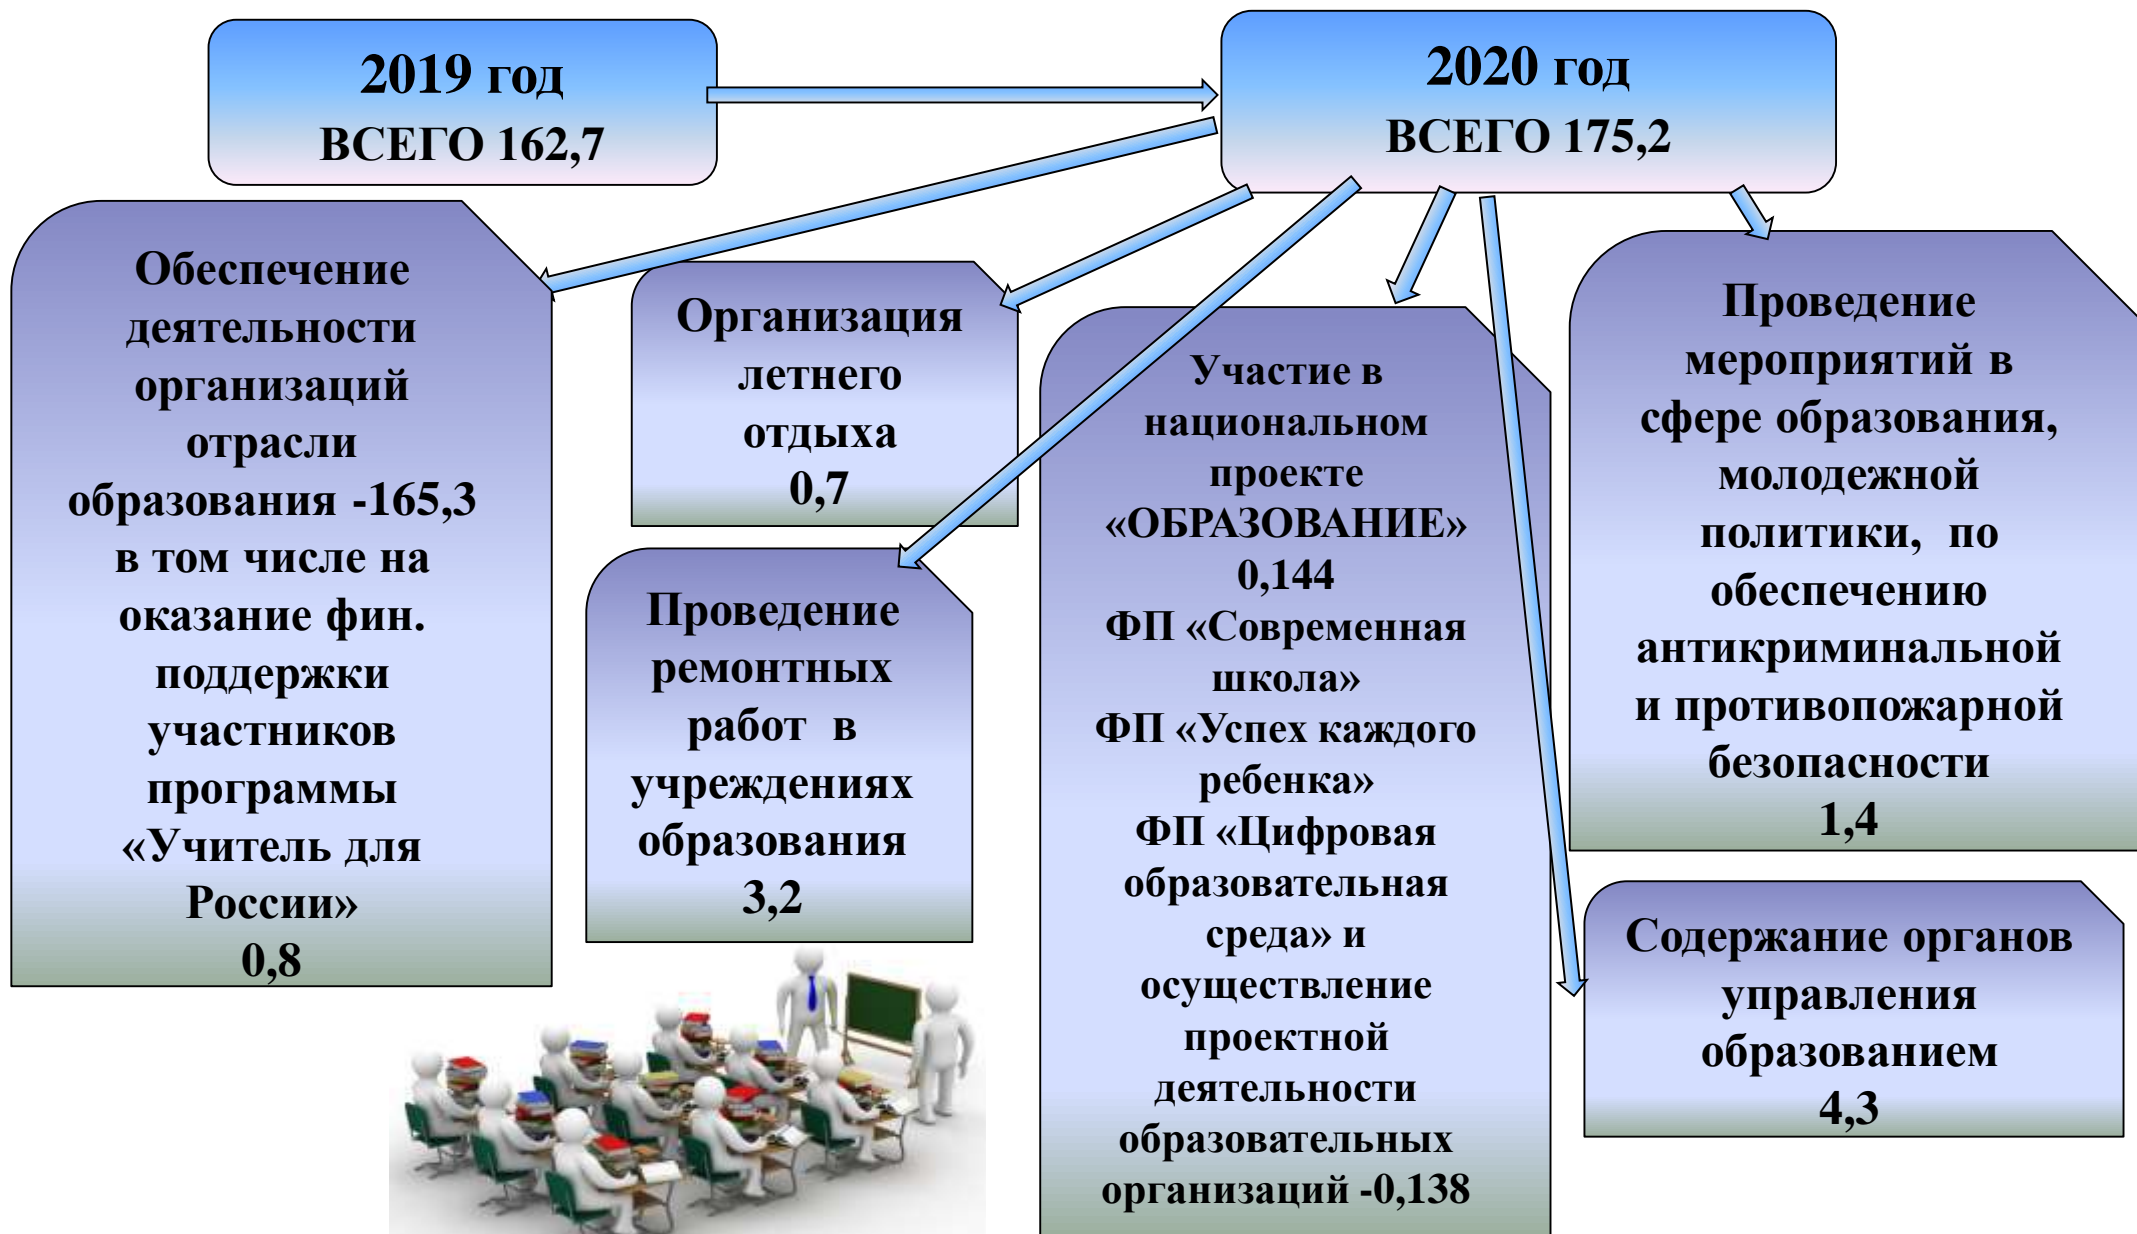 2019 год
ВСЕГО 162,7
2020 год
ВСЕГО 175,2
Обеспечение
деятельности
организаций
отрасли
образования -165,3
в том числе на
оказание фин.
поддержки
участников
программы
«Учитель для
России»
0,8
Организация
летнего
отдыха
0,7
Проведение
ремонтных
работ  в
учреждениях
образования
3,2
Участие в
национальном
проекте
«ОБРАЗОВАНИЕ»
0,144
ФП «Современная
школа»
ФП «Успех каждого
ребенка»
ФП «Цифровая
образовательная
среда» и
осуществление
проектной
деятельности
образовательных
организаций -0,138
Проведение
мероприятий в
сфере образования,
молодежной
политики,  по
обеспечению
антикриминальной
и противопожарной
безопасности
1,4
Содержание органов
управления
образованием
4,3